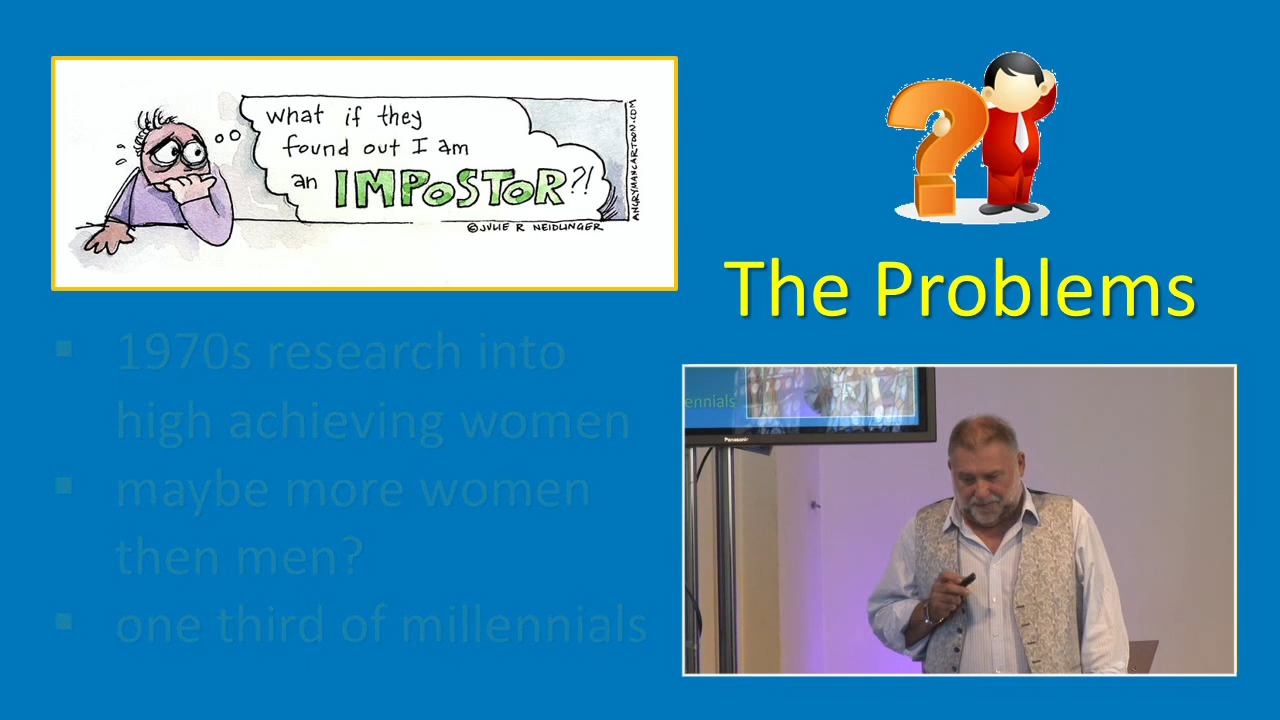 what if they
found out I am
an IMPOSTOR?!
©JULIE R NEIDLINGER
ANGRYMANCARTOON.COM
The Problems
▪ 1970s research into
high achieving women
▪ maybe more women
then men?
▪ one third of millennials
ennials
Panasonic